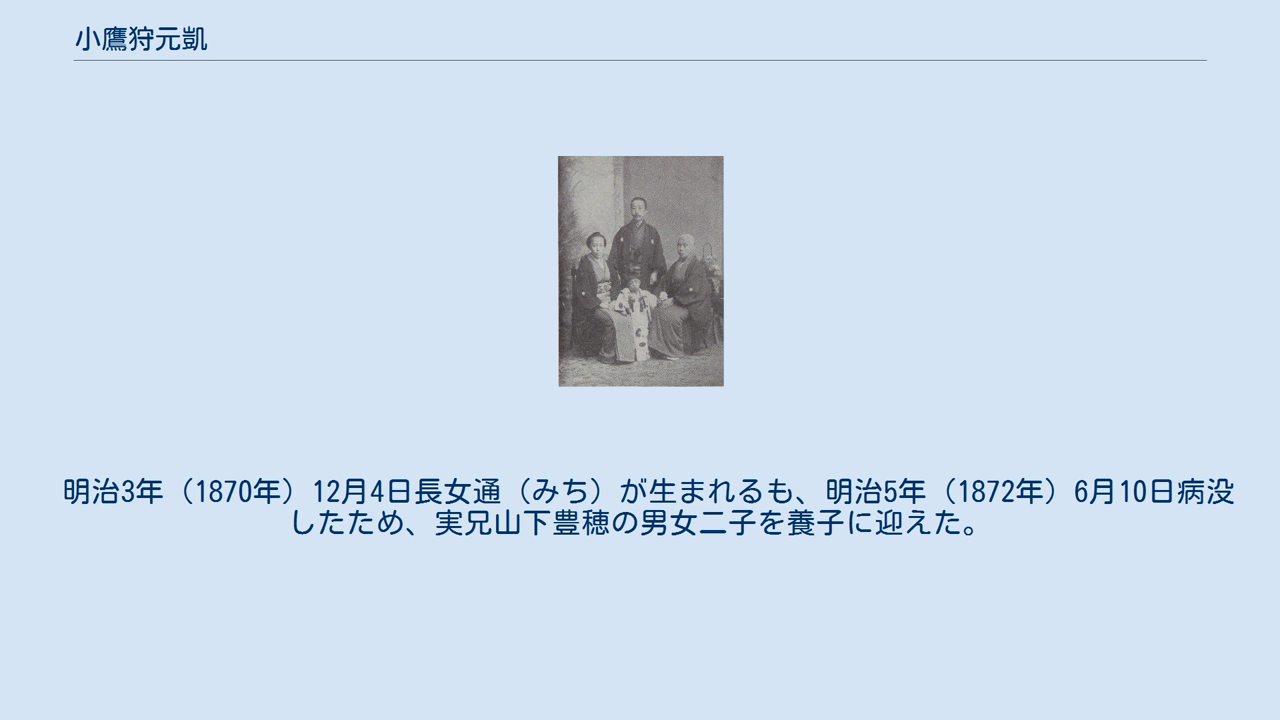 小鷹狩元凱
明治3年（1870年）12月4日長女通（みち）が生まれるも、明治5年（1872年）6月10日病没
したため、実兄山下豊穂の男女二子を養子に迎えた。